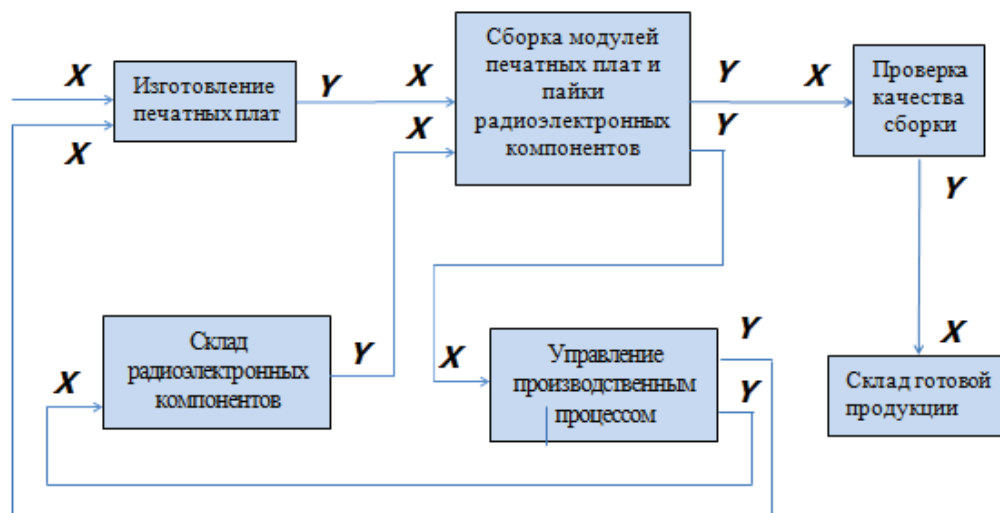 X
Изготовление
печатных плат
X
Y
X
X
Сборка модулей
печатных плат и
пайки
радиоэлектронных
компонентов
Y
Y
X
Проверка
качества
сборки
Y
X
Склад
радиоэлектронных
компонентов
Y
X
Управление
производственным
процессом
Y
Y
X
Склад готовой
продукции